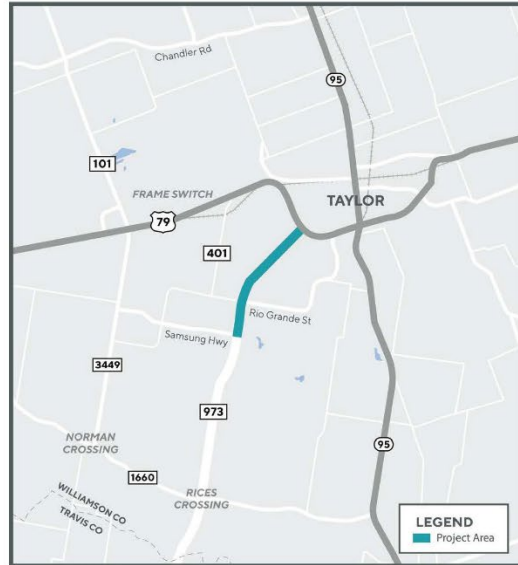 Chandler Rd
95
101
FRAME SWITCH
TAYLOR
79
401
Rio Grande St
Samsung Hwy
3449
973
NORMAN
CROSSING
95
1660
RICES
CROSSING
WILLIAMSON CO
TRAVIS CO
LEGEND
Project Area